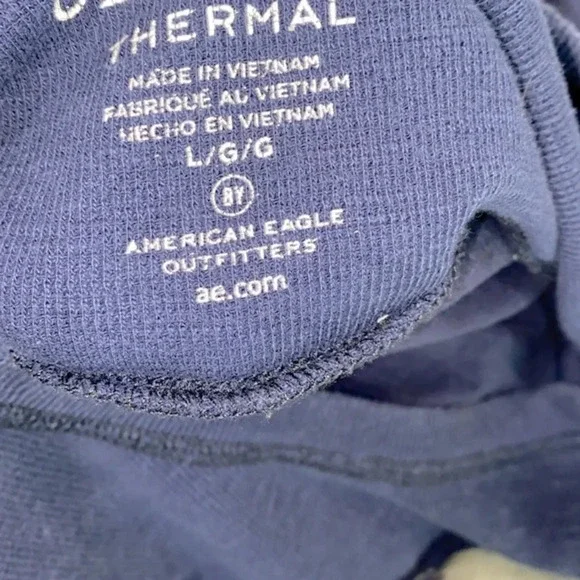 THERMAL
MADE IN VIETNAM
FABRIQUÉ AU VIETNAM
HECHO EN VIETNAM
L/G/G
BY
AMERICAN EAGLE
OUTFITTERS
ae.com